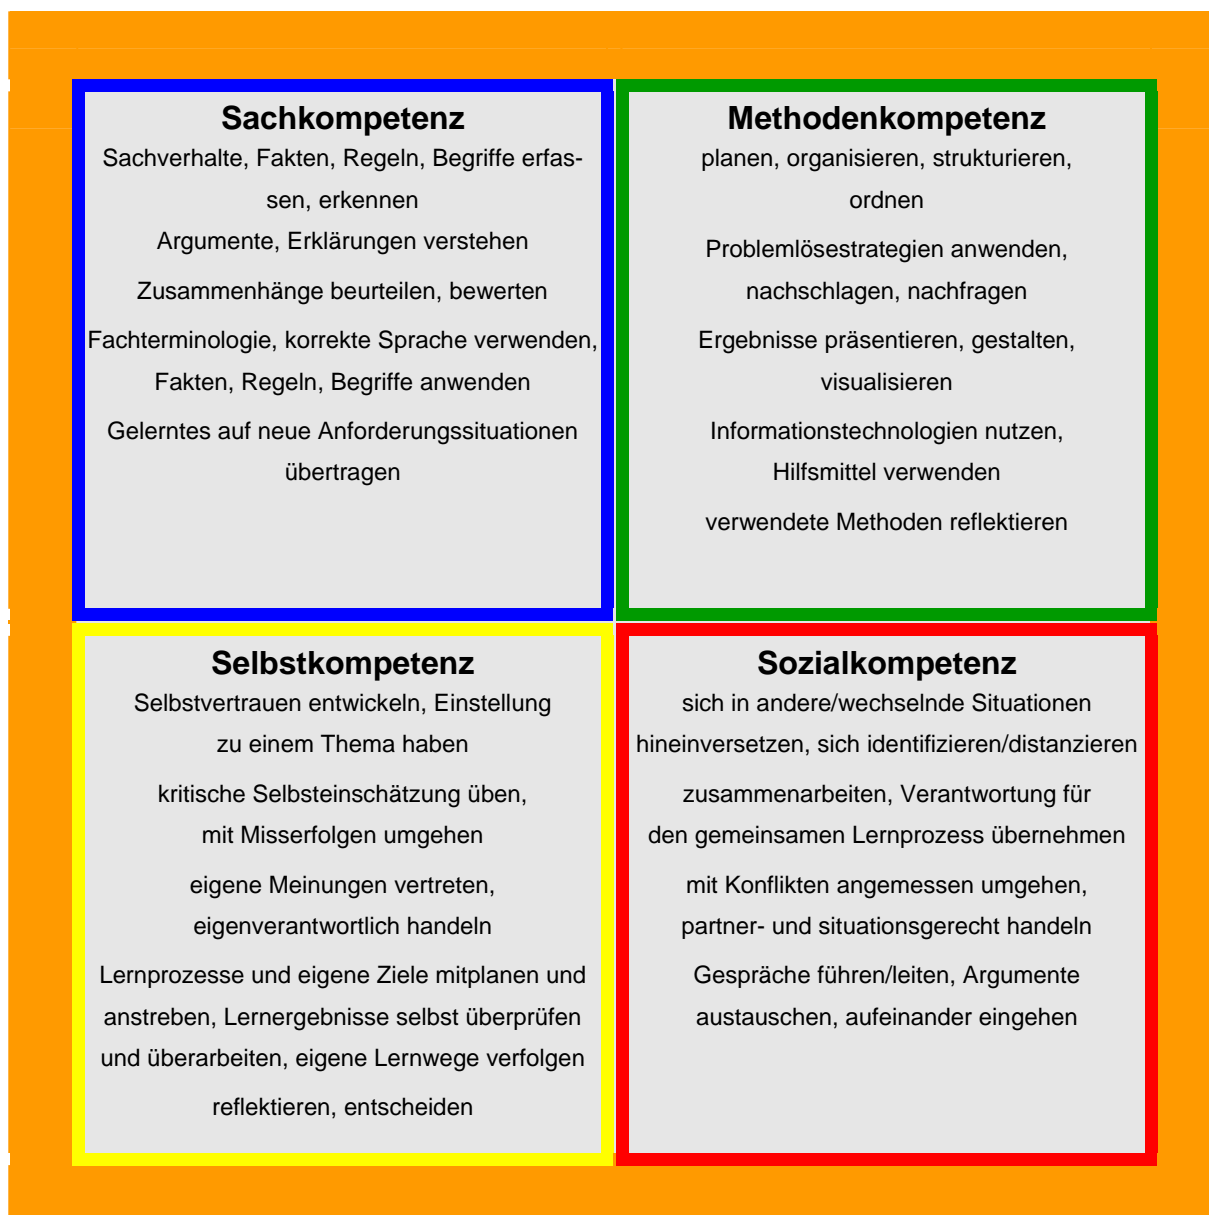 Sachkompetenz
Sachverhalte, Fakten, Regeln, Begriffe erfas-
sen, erkennen
Argumente, Erklärungen verstehen
Zusammenhänge beurteilen, bewerten
Fachterminologie, korrekte Sprache verwenden,
Fakten, Regeln, Begriffe anwenden
Gelerntes auf neue Anforderungssituationen
übertragen
Methodenkompetenz
planen, organisieren, strukturieren,
ordnen
Problemlösestrategien anwenden,
nachschlagen, nachfragen
Ergebnisse präsentieren, gestalten,
visualisieren
Informationstechnologien nutzen,
Hilfsmittel verwenden
verwendete Methoden reflektieren
Selbstkompetenz
Selbstvertrauen entwickeln, Einstellung
zu einem Thema haben
kritische Selbsteinschätzung üben,
mit Misserfolgen umgehen
eigene Meinungen vertreten,
eigenverantwortlich handeln
Lernprozesse und eigene Ziele mitplanen und
anstreben, Lernergebnisse selbst überprüfen
und überarbeiten, eigene Lernwege verfolgen
reflektieren, entscheiden
Sozialkompetenz
sich in andere/wechselnde Situationen
hineinversetzen, sich identifizieren/distanzieren
zusammenarbeiten, Verantwortung für
den gemeinsamen Lernprozess übernehmen
mit Konflikten angemessen umgehen,
partner- und situationsgerecht handeln
Gespräche führen/leiten, Argumente
austauschen, aufeinander eingehen